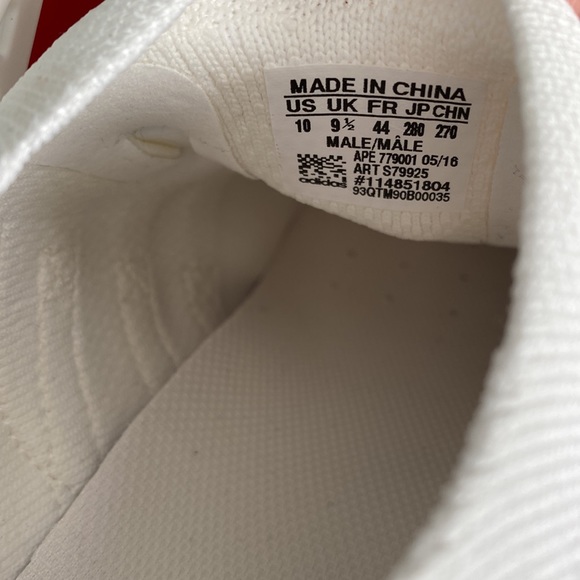 MADE IN CHINA
US UK FR JP CHN
10 9½ 44 280 270
MALE/MÂLE
APE 779001 05/16
ART S79925
#114851804
adidas 93QTM90B00035